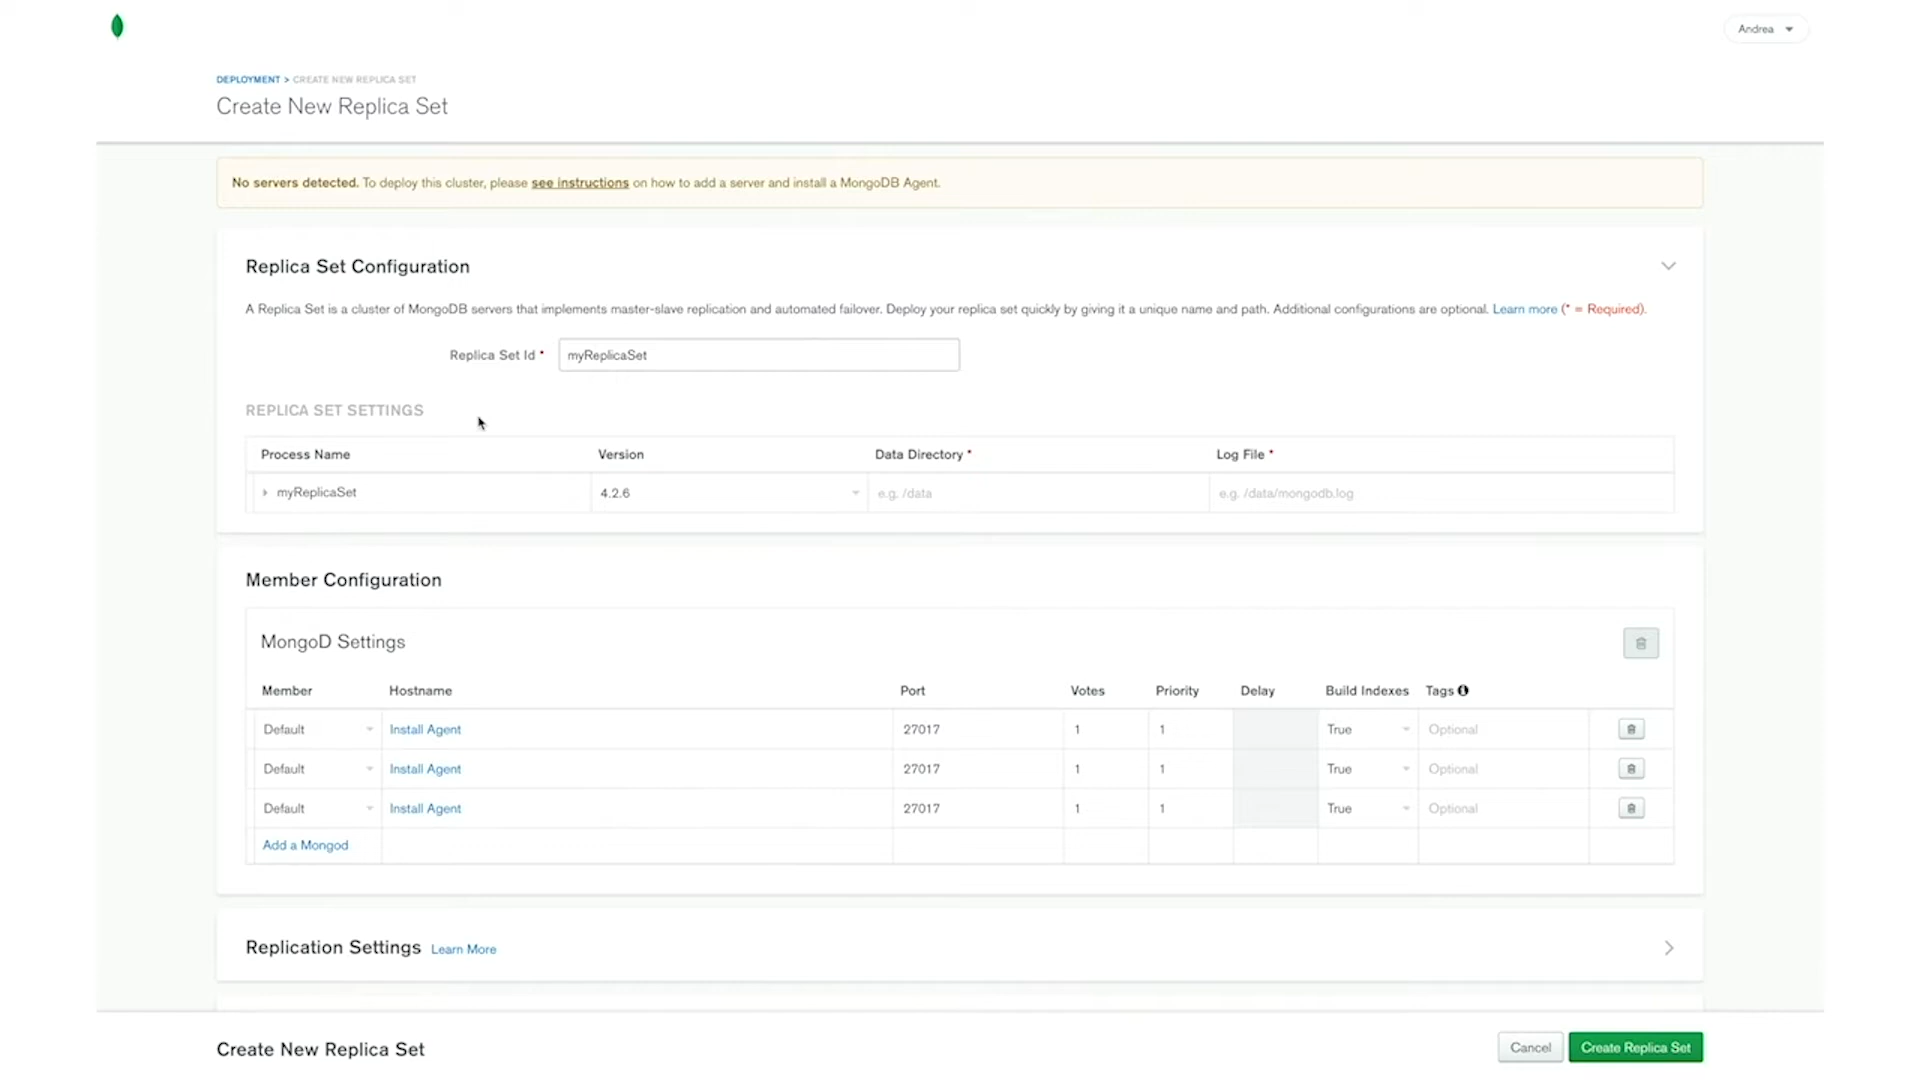 Andrea
DEPLOYMENT > CREATE NEW REPLICA SET
Create New Replica Set
No servers detected. To deploy this cluster, please see instructions on how to add a server and install a MongoDB Agent.
Replica Set Configuration
A Replica Set is a cluster of MongoDB servers that implements master-slave replication and automated failover. Deploy your replica set quickly by giving it a unique name and path. Additional configurations are optional. Learn more (* = Required).
Replica Set Id * myReplicaSet
REPLICA SET SETTINGS
Process Name Version Data Directory * Log File *
myReplicaSet 4.2.6 e.g. /data e.g. /data/mongodb.log
Member Configuration
MongoD Settings
Member Hostname Port Votes Priority Delay Build Indexes Tags
Default Install Agent 27017 1 1 True Optional
Default Install Agent 27017 1 1 True Optional
Default Install Agent 27017 1 1 True Optional
Add a Mongod
Replication Settings Learn More
Create New Replica Set Cancel Create Replica Set